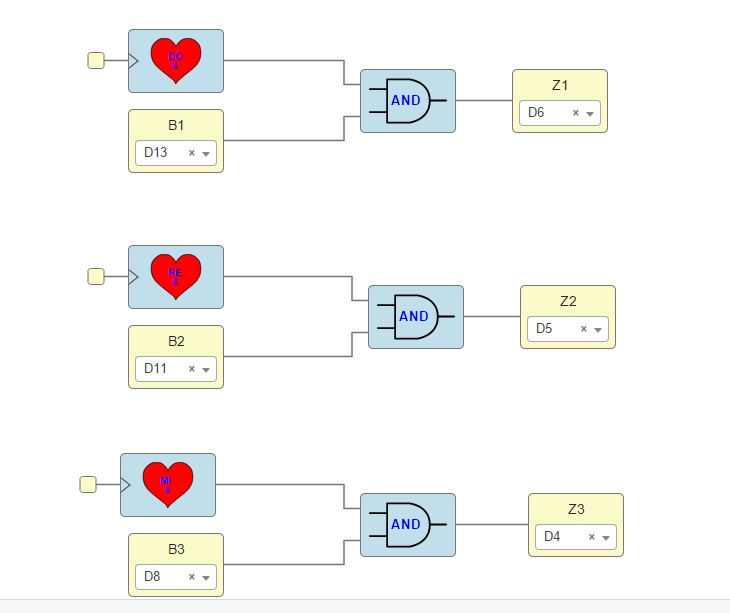 DO
4
AND
Z1
D6 ×
B1
D13 ×
RE
4
AND
Z2
D5 ×
B2
D11 ×
MI
4
AND
Z3
D4 ×
B3
D8 ×